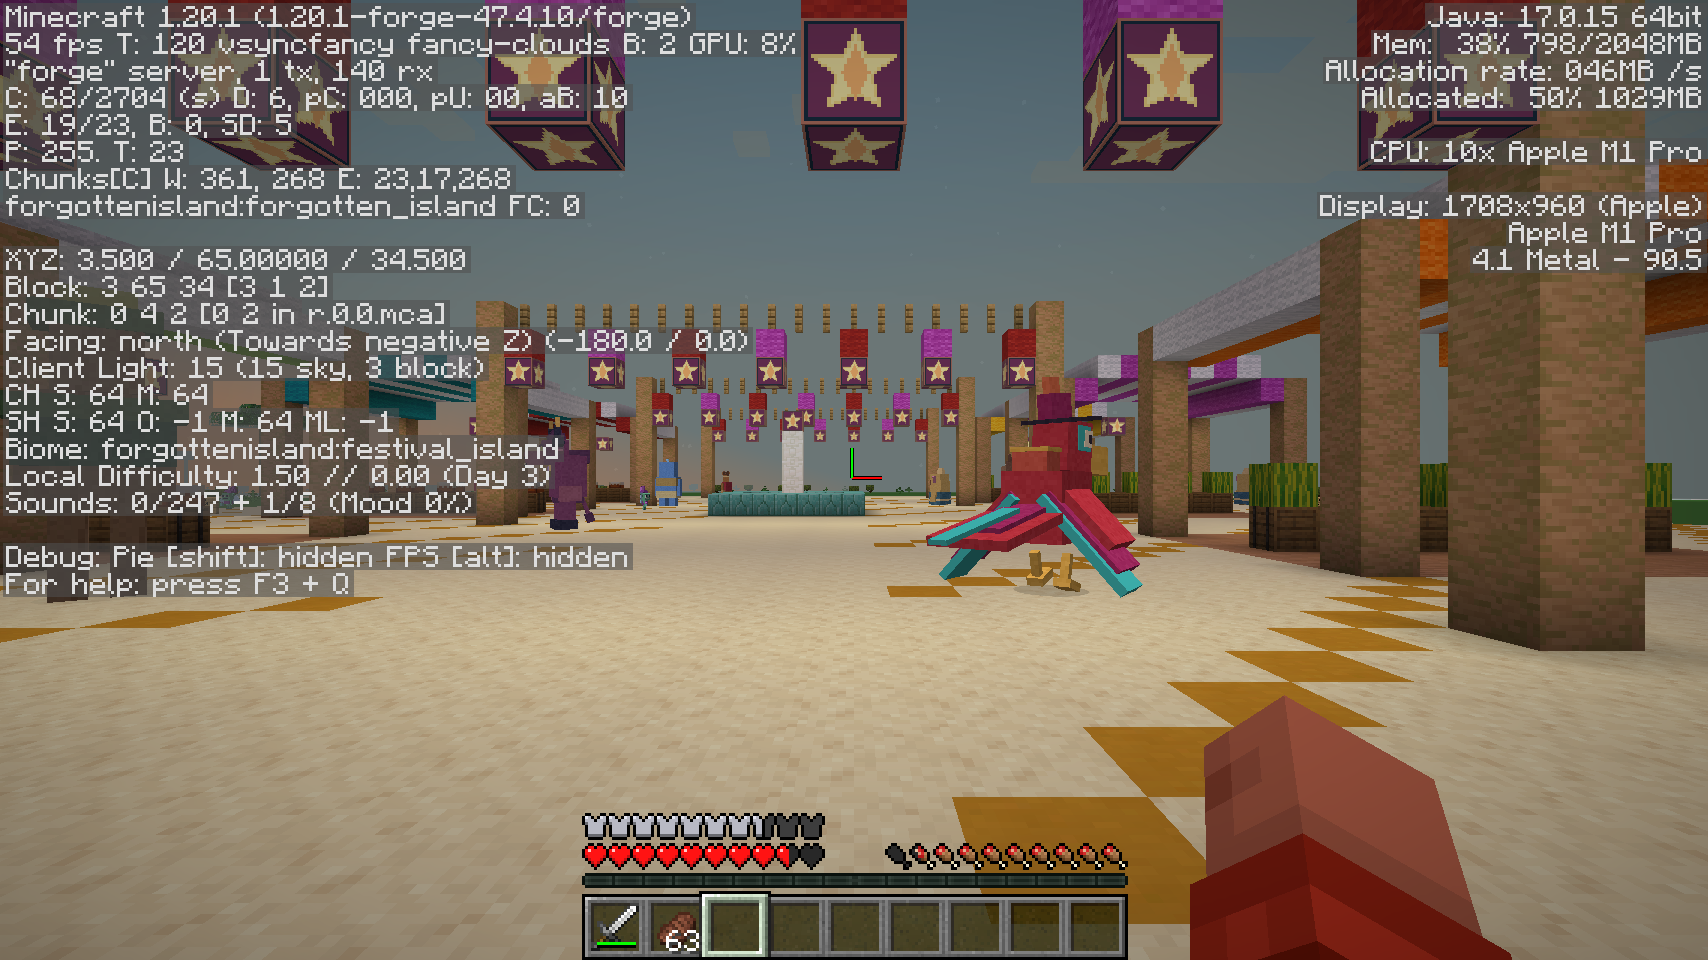 Minecraft 1.20.1 (1.20.1-forge-47.4.10/forge)
54 fps T: 120 vsyncfancy fancy-clouds B: 2 GPU: 8%
"forge" server, 1 tx, 140 rx
C: 68/2704 (s) D: 6, pC: 000, pU: 00, aB: 10
E: 19/23, B: 0, SD: 5
P: 255. T: 23
Chunks[C] W: 361, 268 E: 23,17,268
forgottenisland:forgotten_island FC: 0
XYZ: 3.500 / 65.00000 / 34.500
Block: 3 65 34 [3 1 2]
Chunk: 0 4 2 [0 2 in r.0.0.mca]
Facing: north (Towards negative Z) (-180.0 / 0.0)
Client Light: 15 (15 sky, 3 block)
CH S: 64 M: 64
SH S: 64 O: -1 M: 64 ML: -1
Biome: forgottenisland:festival_island
Local Difficulty: 1.50 // 0.00 (Day 3)
Sounds: 0/247 + 1/8 (Mood 0%)
Debug: Pie [shift]: hidden FPS [alt]: hidden
For help: press F3 + Q
Java: 17.0.15 64bit
Mem: 38% 798/2048MB
Allocation rate: 046MB /s
Allocated: 50% 1029MB
CPU: 10x Apple M1 Pro
Display: 1708x960 (Apple)
Apple M1 Pro
4.1 Metal - 90.5
63